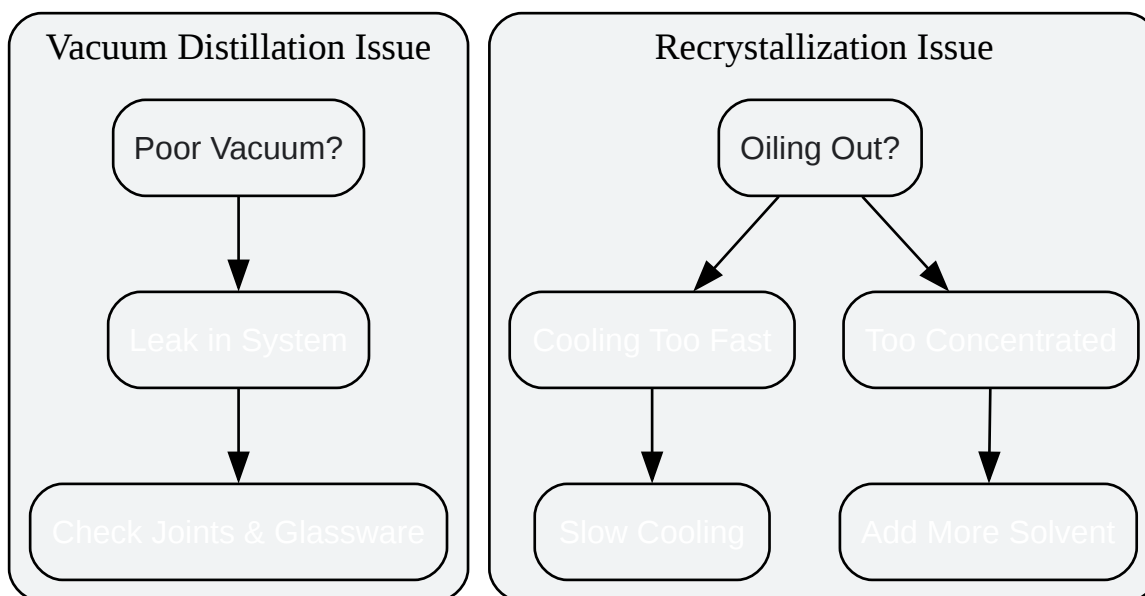 Vacuum Distillation Issue
Poor Vacuum?
Leak in System
Check Joints & Glassware
Recrystallization Issue
Oiling Out?
Cooling Too Fast
Too Concentrated
Slow Cooling
Add More Solvent